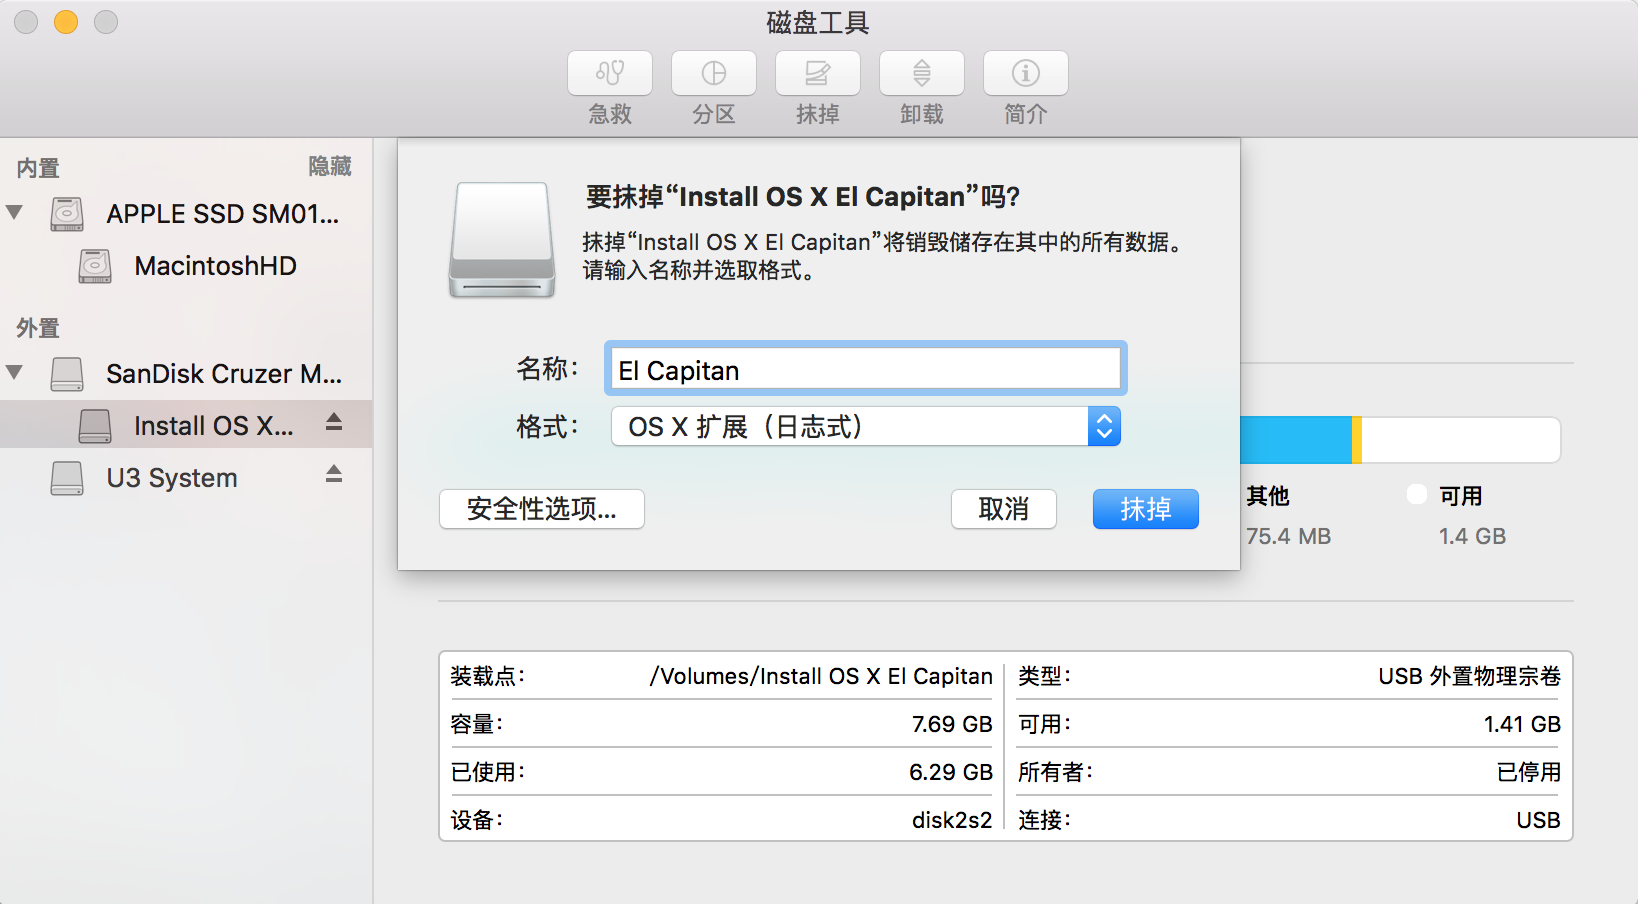 磁盘工具
急救
分区
抹掉
卸载
简介
内置
隐藏
APPLE SSD SM01...
MacintoshHD
外置
SanDisk Cruzer M...
Install OS X...
U3 System
要抹掉“Install OS X El Capitan”吗？
抹掉“Install OS X El Capitan”将销毁储存在其中的所有数据。
请输入名称并选取格式。
名称：
El Capitan
格式：
OS X 扩展（日志式）
安全性选项...
取消
抹掉
其他
75.4 MB
可用
1.4 GB
装载点：
/Volumes/Install OS X El Capitan
类型：
USB 外置物理宗卷
容量：
7.69 GB
可用：
1.41 GB
已使用：
6.29 GB
所有者：
已停用
设备：
disk2s2
连接：
USB